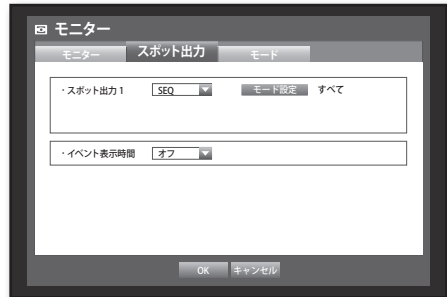 モニター
モニター スポット出力 モード
・スポット出力 1 SEQ モード設定 すべて
・イベント表示時間 オフ
OK キャンセル